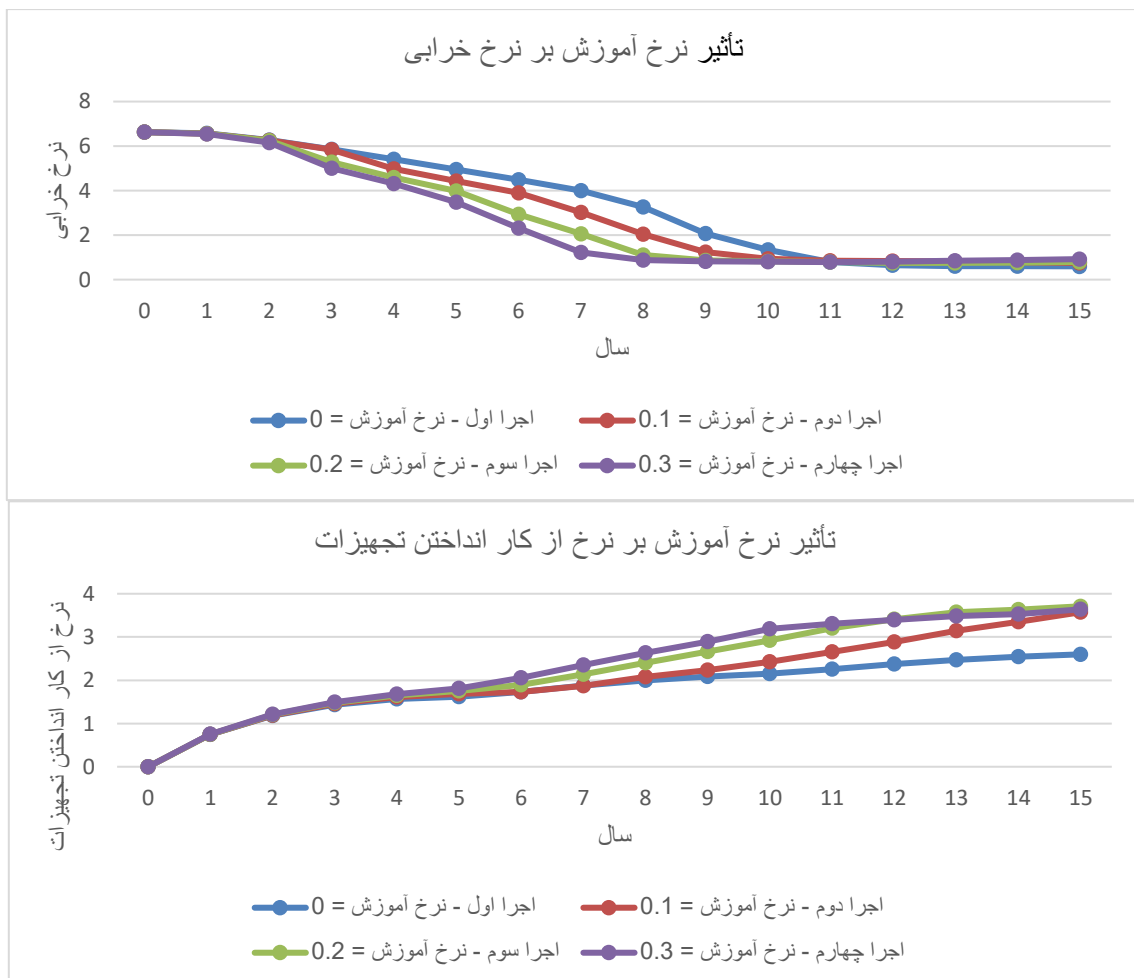 تأثیر نرخ آموزش بر نرخ خرابی
نرخ خرابی
8
6
4
2
0
0 1 2 3 4 5 6 7 8 9 10 11 12 13 14 15
سال
اجرا اول - نرخ آموزش = 0
اجرا دوم - نرخ آموزش = 0.1
اجرا سوم - نرخ آموزش = 0.2
اجرا چهارم - نرخ آموزش = 0.3
تأثیر نرخ آموزش بر نرخ از کار انداختن تجهیزات
نرخ از کار انداختن تجهیزات
4
3
2
1
0
0 1 2 3 4 5 6 7 8 9 10 11 12 13 14 15
سال
اجرا اول - نرخ آموزش = 0
اجرا دوم - نرخ آموزش = 0.1
اجرا سوم - نرخ آموزش = 0.2
اجرا چهارم - نرخ آموزش = 0.3